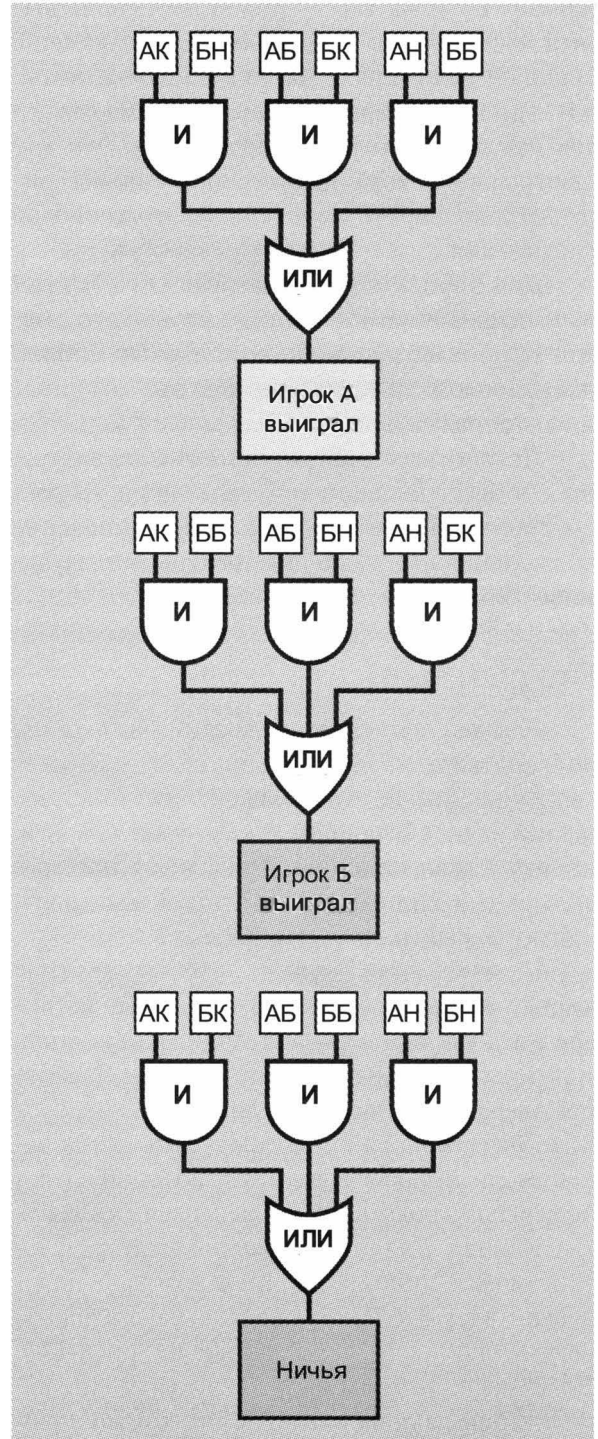 АК БН АБ БК АН ББ
И И И
ИЛИ
Игрок А
выиграл
АК ББ АБ БН АН БК
И И И
ИЛИ
Игрок Б
выиграл
АК БК АБ ББ АН БН
И И И
ИЛИ
Ничья